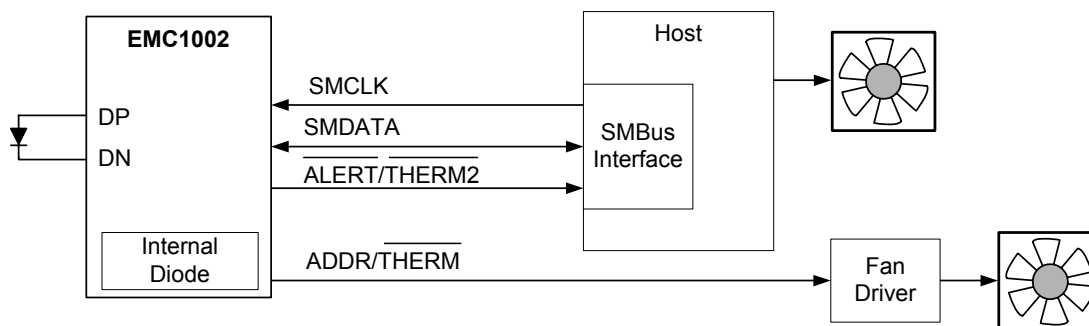 EMC1002
Host
SMCLK
DP
SMDATA
SMBus
Interface
DN
ALERT/THERM2
Internal
Diode
ADDR/THERM
Fan
Driver